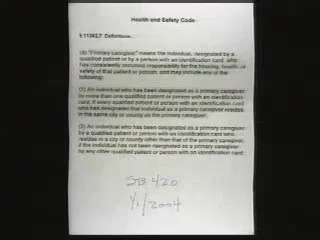 Health and Safety Code
§ 11362.7 Definitions.
(d) "Primary caregiver" means the individual, designated by a
qualified patient or by a person with an identification card, who
has consistently assumed responsibility for the housing, health, or
safety of that patient or person, and may include any of the
following:
(2) An individual who has been designated as a primary caregiver
by more than one qualified patient or person with an identification
card, if every qualified patient or person with an identification card
who has designated that individual as a primary caregiver resides
in the same city or county as the primary caregiver.
(3) An individual who has been designated as a primary caregiver
by a qualified patient or person with an identification card who
resides in a city or county other than that of the primary caregiver,
if the individual has not been designated as a primary caregiver
by any other qualified patient or person with an identification card.
SB 420
1/1/2004